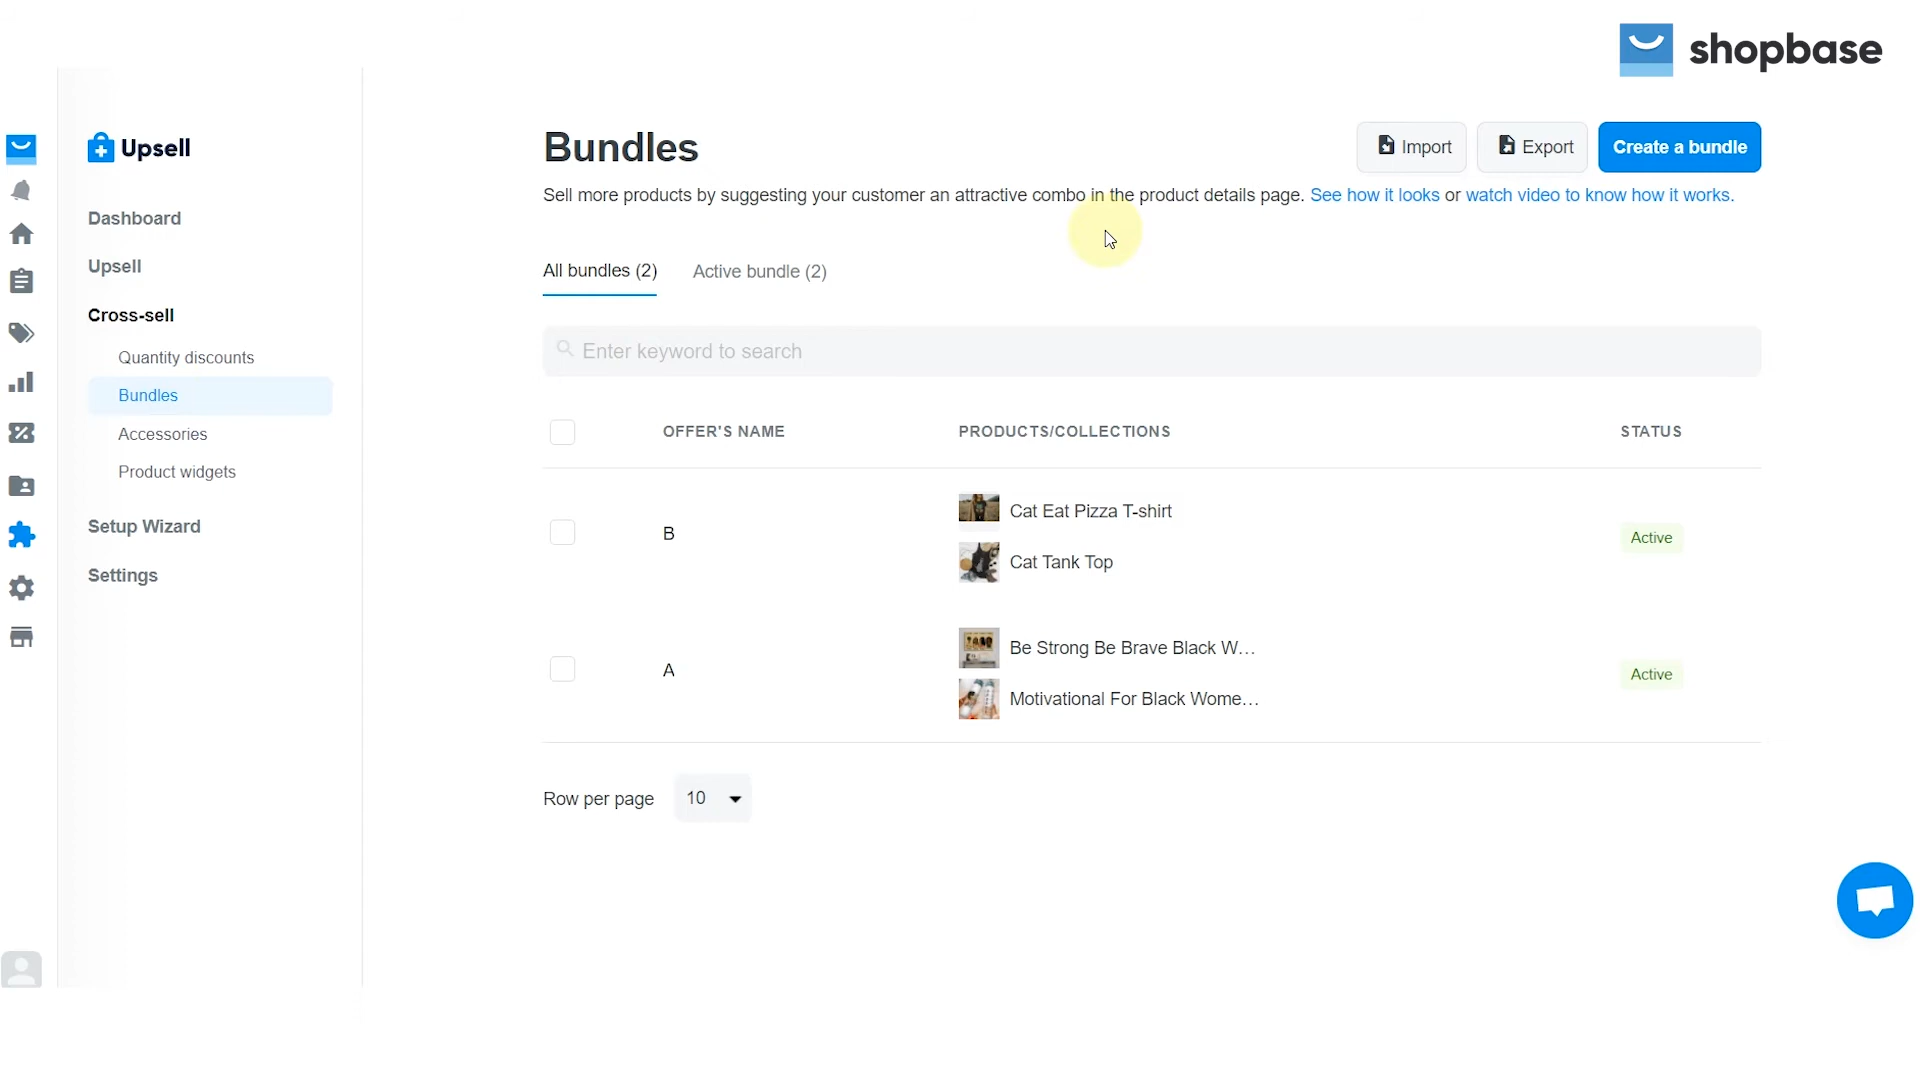 shopbase
Upsell
Dashboard
Upsell
Cross-sell
Quantity discounts
Bundles
Accessories
Product widgets
Setup Wizard
Settings
Bundles
Import
Export
Create a bundle
Sell more products by suggesting your customer an attractive combo in the product details page. See how it looks or watch video to know how it works.
All bundles (2)
Active bundle (2)
Enter keyword to search
OFFER'S NAME
PRODUCTS/COLLECTIONS
STATUS
B
Cat Eat Pizza T-shirt
Cat Tank Top
Active
A
Be Strong Be Brave Black W...
Motivational For Black Wome...
Active
Row per page
10